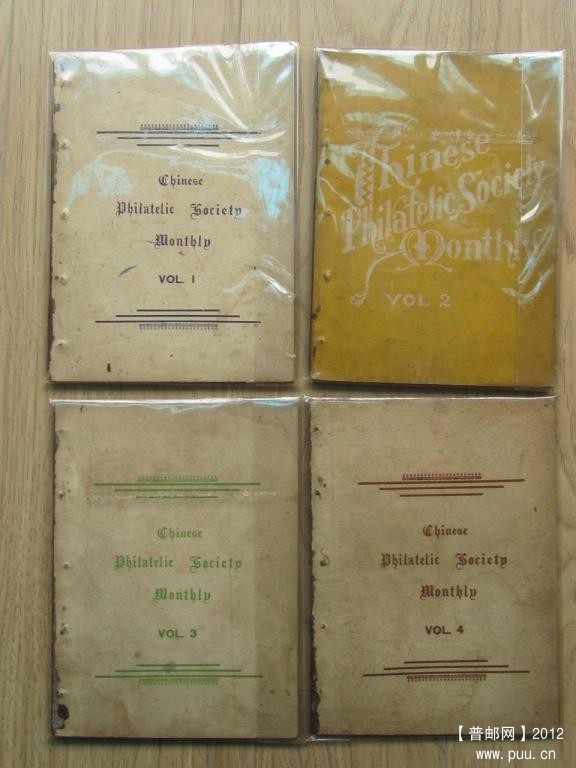 Chinese
Philatelic Society
Monthly
VOL. 1
Chinese
Philatelic Society
Monthly
VOL 2
Chinese
Philatelic Society
Monthly
VOL. 3
Chinese
Philatelic Society
Monthly
VOL. 4
【普邮网】2012
www.puu.cn